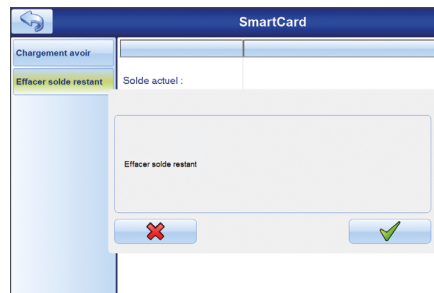 SmartCard
Chargement avoir
Effacer solde restant
Solde actuel :
Effacer solde restant